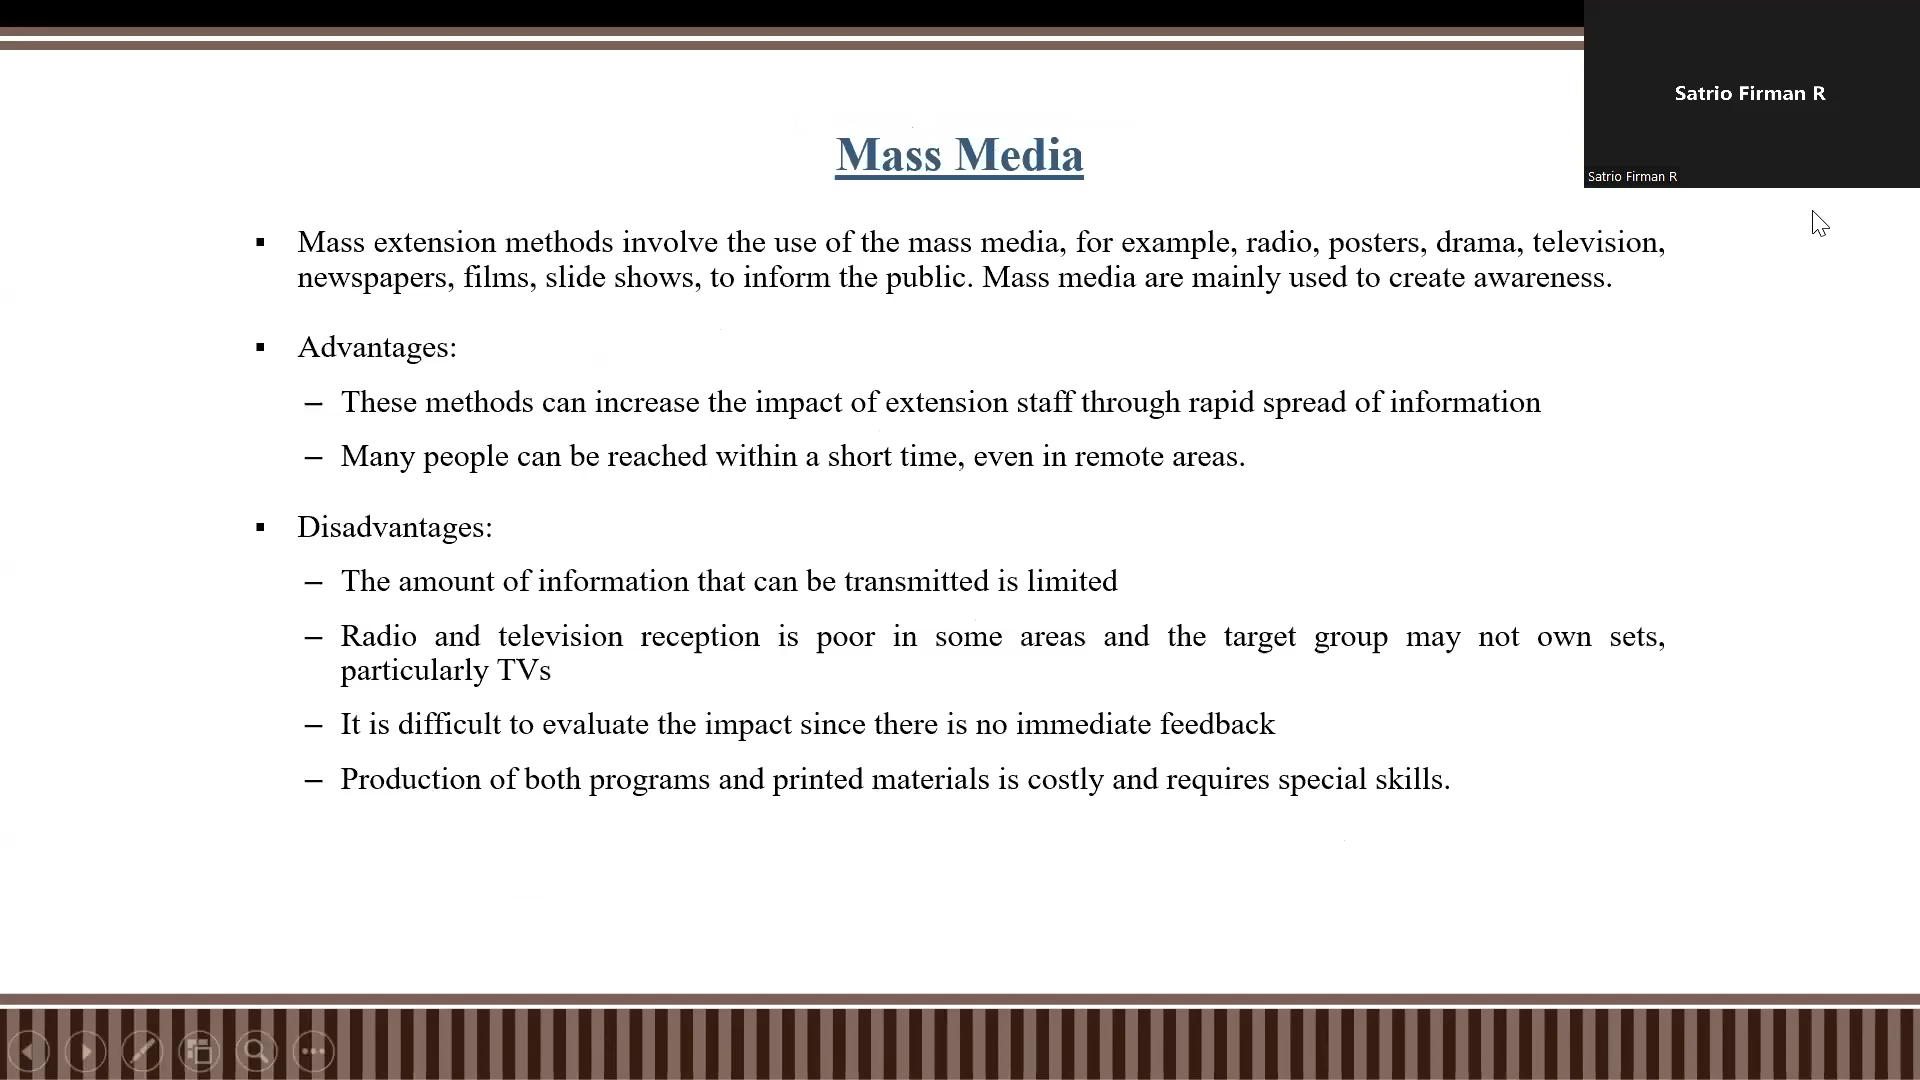 Satrio Firman R
Satrio Firman R
Mass Media
▪ Mass extension methods involve the use of the mass media, for example, radio, posters, drama, television,
newspapers, films, slide shows, to inform the public. Mass media are mainly used to create awareness.
▪ Advantages:
– These methods can increase the impact of extension staff through rapid spread of information
– Many people can be reached within a short time, even in remote areas.
▪ Disadvantages:
– The amount of information that can be transmitted is limited
– Radio and television reception is poor in some areas and the target group may not own sets,
particularly TVs
– It is difficult to evaluate the impact since there is no immediate feedback
– Production of both programs and printed materials is costly and requires special skills.